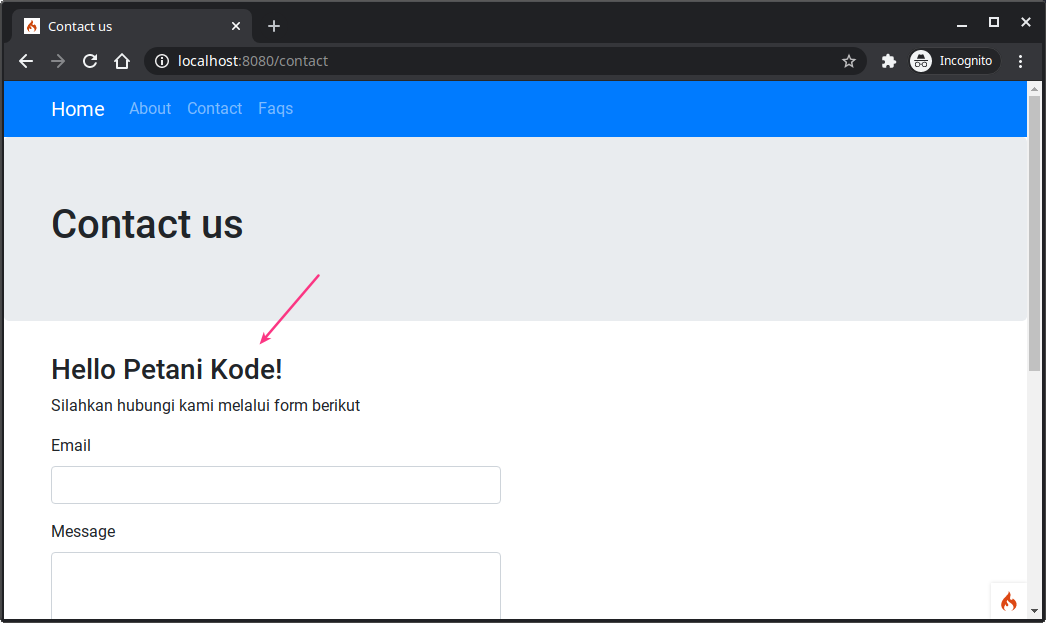 Contact us
localhost:8080/contact
Incognito
Home About Contact Faqs
Contact us
Hello Petani Kode!
Silahkan hubungi kami melalui form berikut
Email
Message